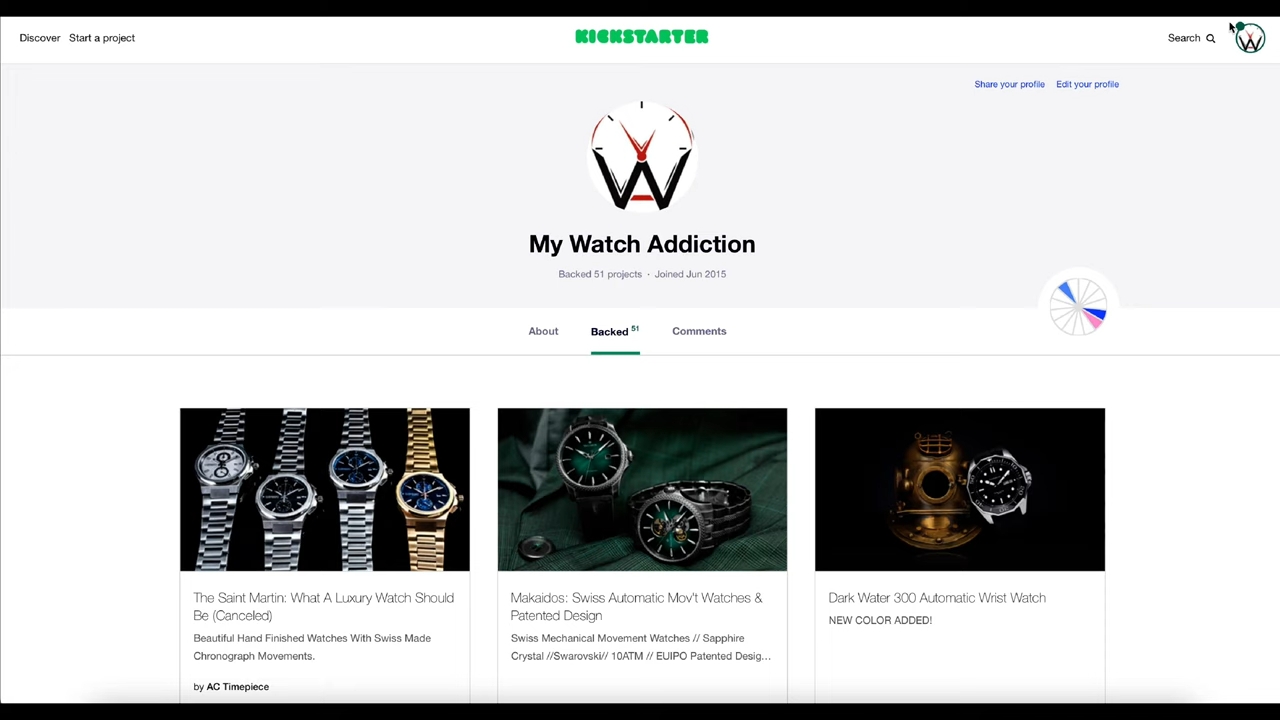 Discover
Start a project
KICKSTARTER
Search
Share your profile
Edit your profile
My Watch Addiction
Backed 51 projects · Joined Jun 2015
About
Backed 51
Comments
The Saint Martin: What A Luxury Watch Should
Be (Canceled)
Beautiful Hand Finished Watches With Swiss Made
Chronograph Movements.
by AC Timepiece
Makaidos: Swiss Automatic Mov't Watches &
Patented Design
Swiss Mechanical Movement Watches // Sapphire
Crystal //Swarovski// 10ATM // EUIPO Patented Desig...
Dark Water 300 Automatic Wrist Watch
NEW COLOR ADDED!